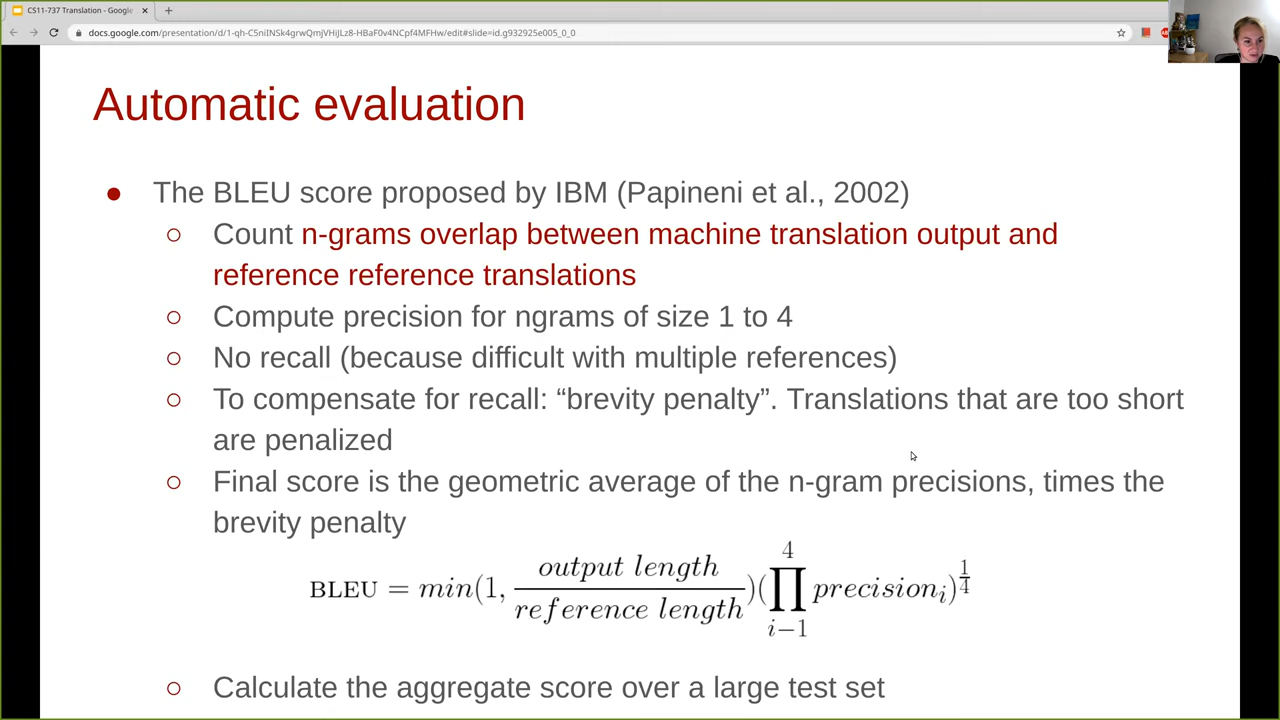 CS11-737 Translation - Google
docs.google.com/presentation/d/1-qh-C5niINSk4grwQmjVHijLz8-HBaF0v4NCpf4MFHw/edit#slide=id.g932925e005_0_0
Automatic evaluation
● The BLEU score proposed by IBM (Papineni et al., 2002)
○ Count n-grams overlap between machine translation output and
reference reference translations
○ Compute precision for ngrams of size 1 to 4
○ No recall (because difficult with multiple references)
○ To compensate for recall: “brevity penalty”. Translations that are too short
are penalized
○ Final score is the geometric average of the n-gram precisions, times the
brevity penalty
BLEU = min(1, output length / reference length)(∏_{i-1}^{4} precision_i)^{1/4}
○ Calculate the aggregate score over a large test set